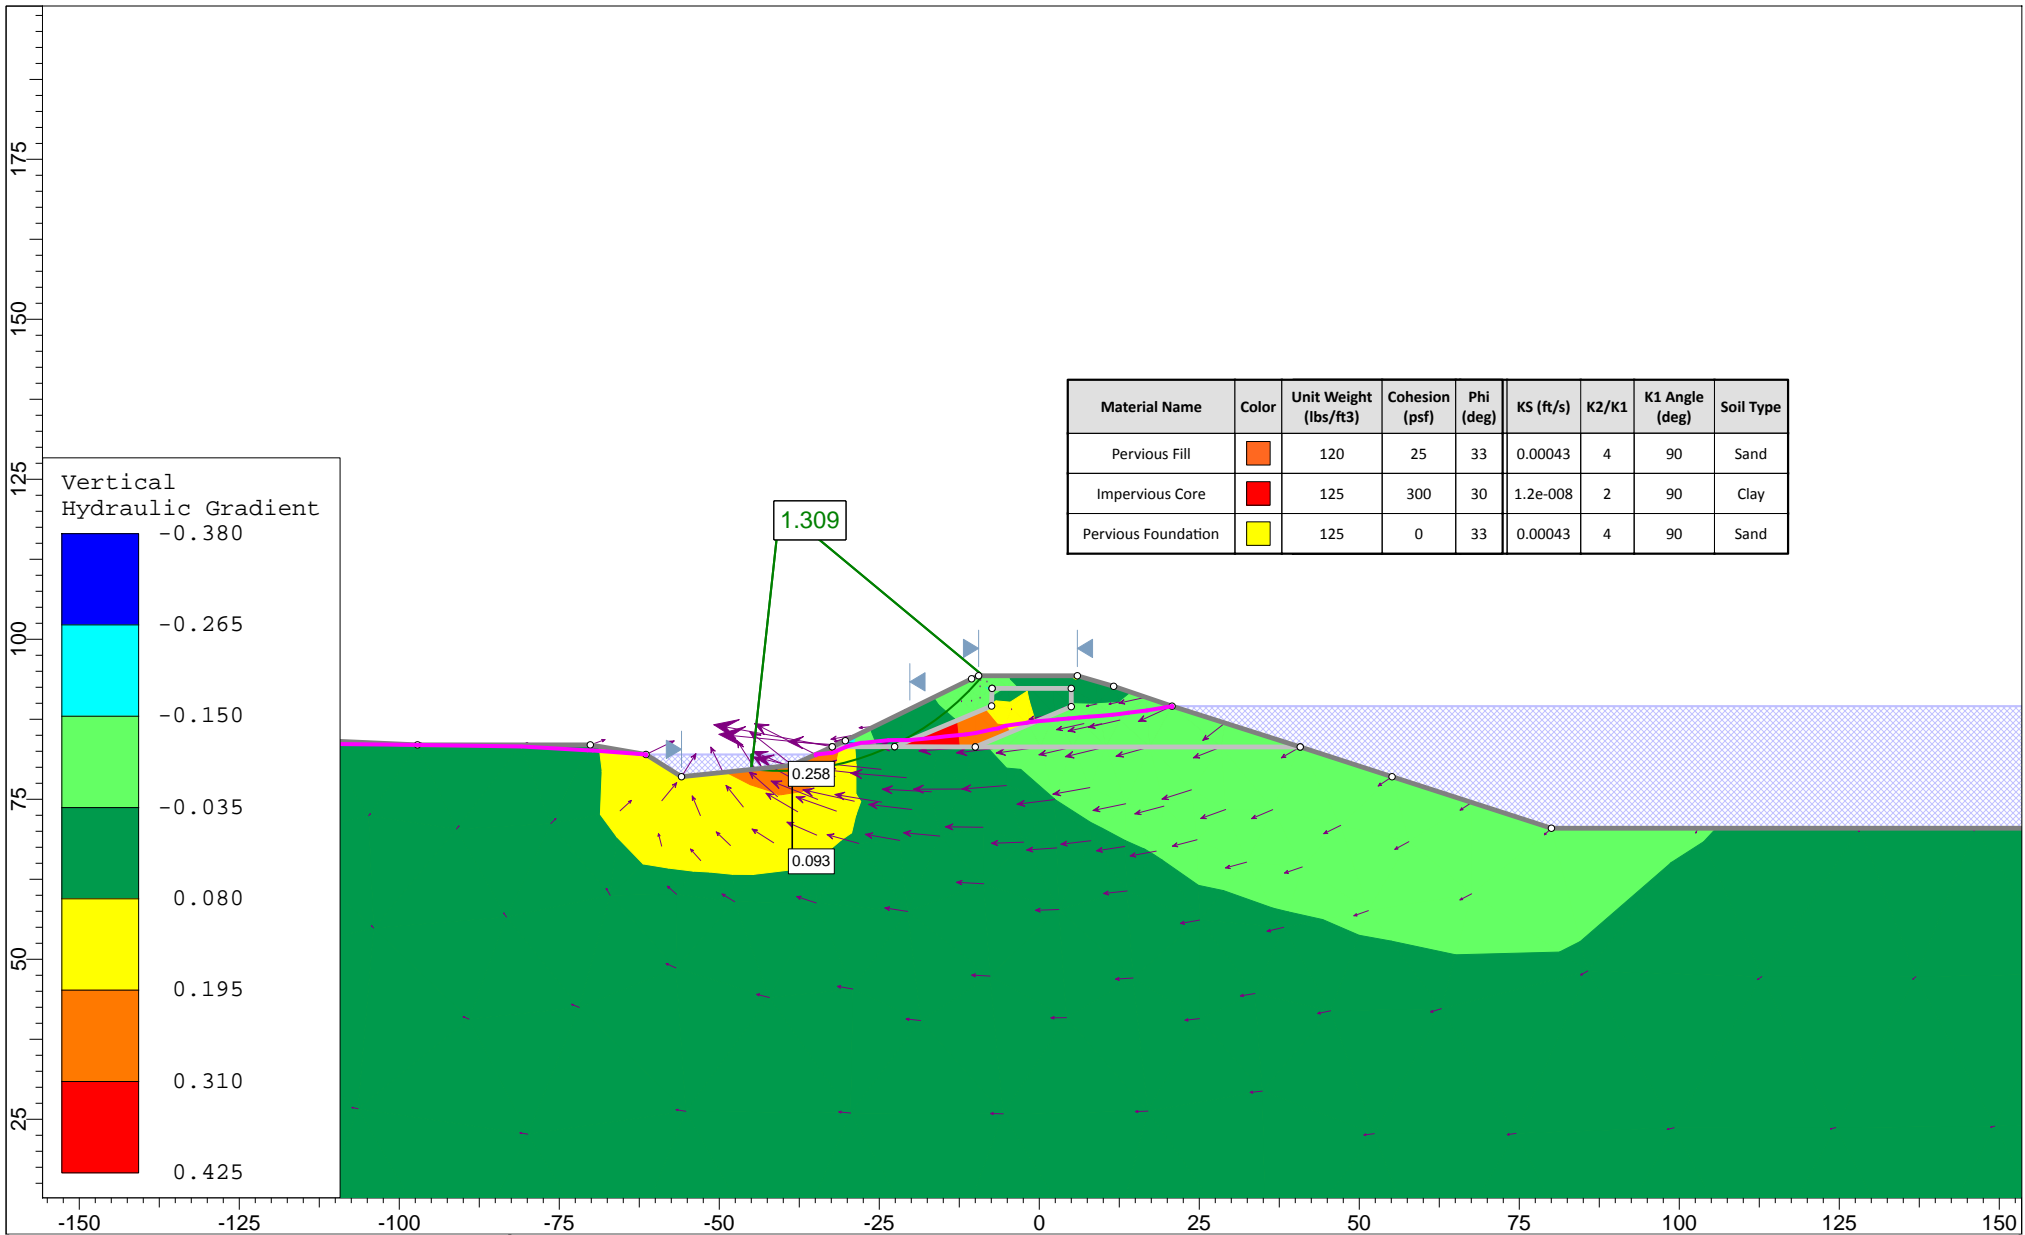 175
150
125
100
75
50
25
Vertical
Hydraulic Gradient
-0.380
-0.265
-0.150
-0.035
0.080
0.195
0.310
0.425
1.309
0.258
0.093
Material Name Color Unit Weight (lbs/ft3) Cohesion (psf) Phi (deg) KS (ft/s) K2/K1 K1 Angle (deg) Soil Type
Pervious Fill 120 25 33 0.00043 4 90 Sand
Impervious Core 125 300 30 1.2e-008 2 90 Clay
Pervious Foundation 125 0 33 0.00043 4 90 Sand
-150 -125 -100 -75 -50 -25 0 25 50 75 100 125 150